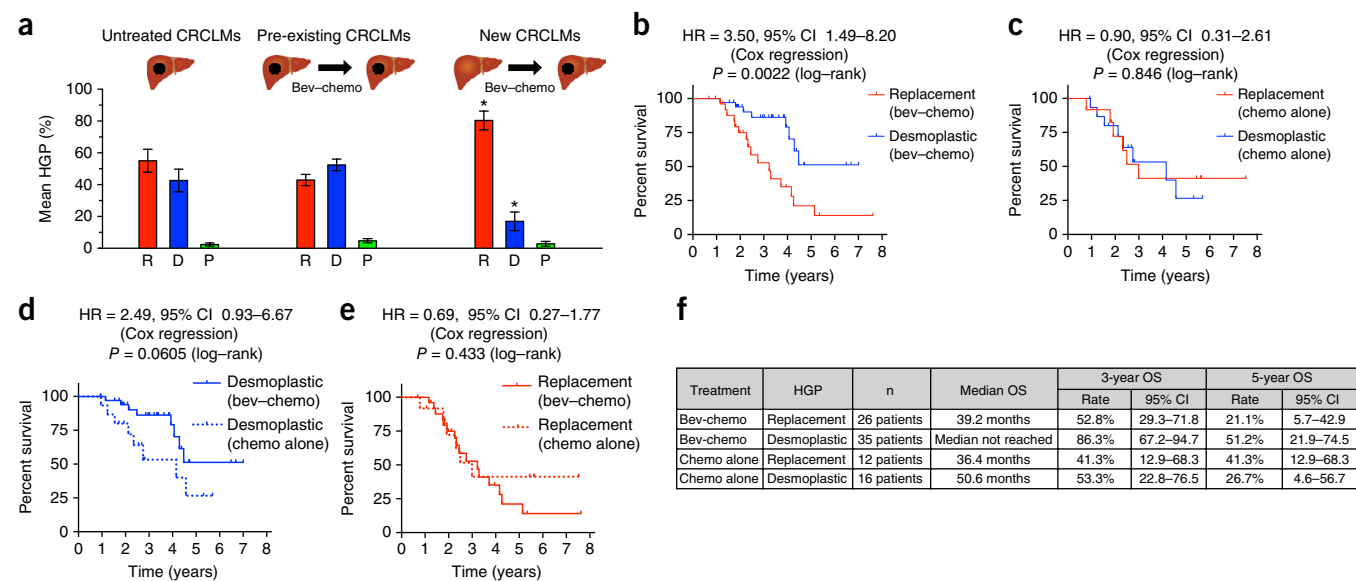 a
Untreated CRCLMs
Pre-existing CRCLMs
New CRCLMs
Bev–chemo
Bev–chemo
Mean HGP (%)
100
80
60
40
20
0
*
*
R D P
R D P
R D P
b
HR = 3.50, 95% CI 1.49–8.20
(Cox regression)
P = 0.0022 (log–rank)
Percent survival
100
75
50
25
0
Replacement
(bev–chemo)
Desmoplastic
(bev–chemo)
0 1 2 3 4 5 6 7 8
Time (years)
c
HR = 0.90, 95% CI 0.31–2.61
(Cox regression)
P = 0.846 (log–rank)
Percent survival
100
75
50
25
0
Replacement
(chemo alone)
Desmoplastic
(chemo alone)
0 1 2 3 4 5 6 7 8
Time (years)
d
HR = 2.49, 95% CI 0.93–6.67
(Cox regression)
P = 0.0605 (log–rank)
Percent survival
100
75
50
25
0
Desmoplastic
(bev–chemo)
Desmoplastic
(chemo alone)
0 1 2 3 4 5 6 7 8
Time (years)
e
HR = 0.69, 95% CI 0.27–1.77
(Cox regression)
P = 0.433 (log–rank)
Percent survival
100
75
50
25
0
Replacement
(bev–chemo)
Replacement
(chemo alone)
0 1 2 3 4 5 6 7 8
Time (years)
f
Treatment HGP n Median OS 3-year OS 5-year OS
Rate 95% CI Rate 95% CI
Bev-chemo Replacement 26 patients 39.2 months 52.8% 29.3–71.8 21.1% 5.7–42.9
Bev-chemo Desmoplastic 35 patients Median not reached 86.3% 67.2–94.7 51.2% 21.9–74.5
Chemo alone Replacement 12 patients 36.4 months 41.3% 12.9–68.3 41.3% 12.9–68.3
Chemo alone Desmoplastic 16 patients 50.6 months 53.3% 22.8–76.5 26.7% 4.6–56.7